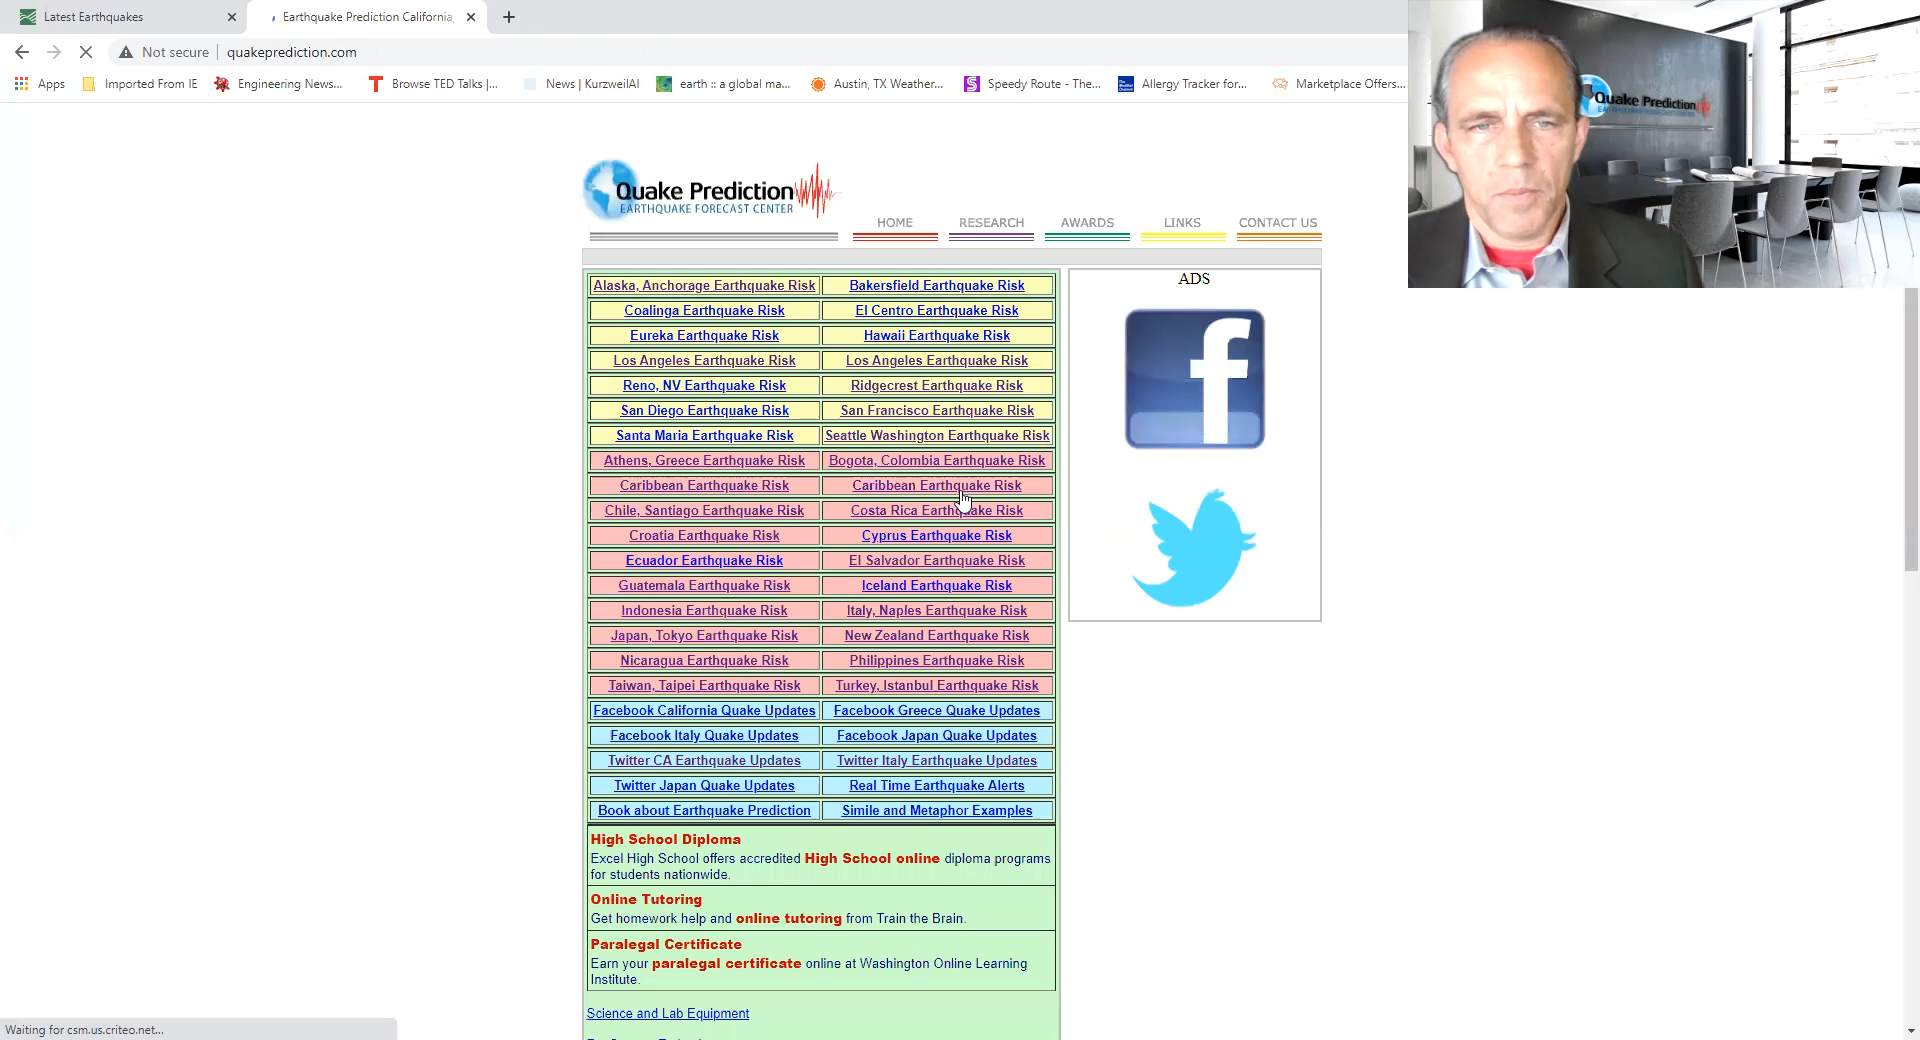 Latest Earthquakes
Earthquake Prediction California,
Not secure
quakeprediction.com
Apps
Imported From IE
Engineering News...
T
Browse TED Talks |...
News | KurzweilAI
earth :: a global ma...
Austin, TX Weather...
S
Speedy Route - The...
Allergy Tracker for...
Marketplace Offers...
Quake Prediction
Quake Prediction
EARTHQUAKE FORECAST CENTER
HOME
RESEARCH
AWARDS
LINKS
CONTACT US
Alaska, Anchorage Earthquake Risk
Bakersfield Earthquake Risk
Coalinga Earthquake Risk
El Centro Earthquake Risk
Eureka Earthquake Risk
Hawaii Earthquake Risk
Los Angeles Earthquake Risk
Los Angeles Earthquake Risk
Reno, NV Earthquake Risk
Ridgecrest Earthquake Risk
San Diego Earthquake Risk
San Francisco Earthquake Risk
Santa Maria Earthquake Risk
Seattle Washington Earthquake Risk
Athens, Greece Earthquake Risk
Bogota, Colombia Earthquake Risk
Caribbean Earthquake Risk
Caribbean Earthquake Risk
Chile, Santiago Earthquake Risk
Costa Rica Earthquake Risk
Croatia Earthquake Risk
Cyprus Earthquake Risk
Ecuador Earthquake Risk
El Salvador Earthquake Risk
Guatemala Earthquake Risk
Iceland Earthquake Risk
Indonesia Earthquake Risk
Italy, Naples Earthquake Risk
Japan, Tokyo Earthquake Risk
New Zealand Earthquake Risk
Nicaragua Earthquake Risk
Philippines Earthquake Risk
Taiwan, Taipei Earthquake Risk
Turkey, Istanbul Earthquake Risk
Facebook California Quake Updates
Facebook Greece Quake Updates
Facebook Italy Quake Updates
Facebook Japan Quake Updates
Twitter CA Earthquake Updates
Twitter Italy Earthquake Updates
Twitter Japan Quake Updates
Real Time Earthquake Alerts
Book about Earthquake Prediction
Simile and Metaphor Examples
High School Diploma
Excel High School offers accredited High School online diploma programs
for students nationwide.
Online Tutoring
Get homework help and online tutoring from Train the Brain.
Paralegal Certificate
Earn your paralegal certificate online at Washington Online Learning
Institute.
Science and Lab Equipment
ADS
f
Waiting for csm.us.criteo.net...